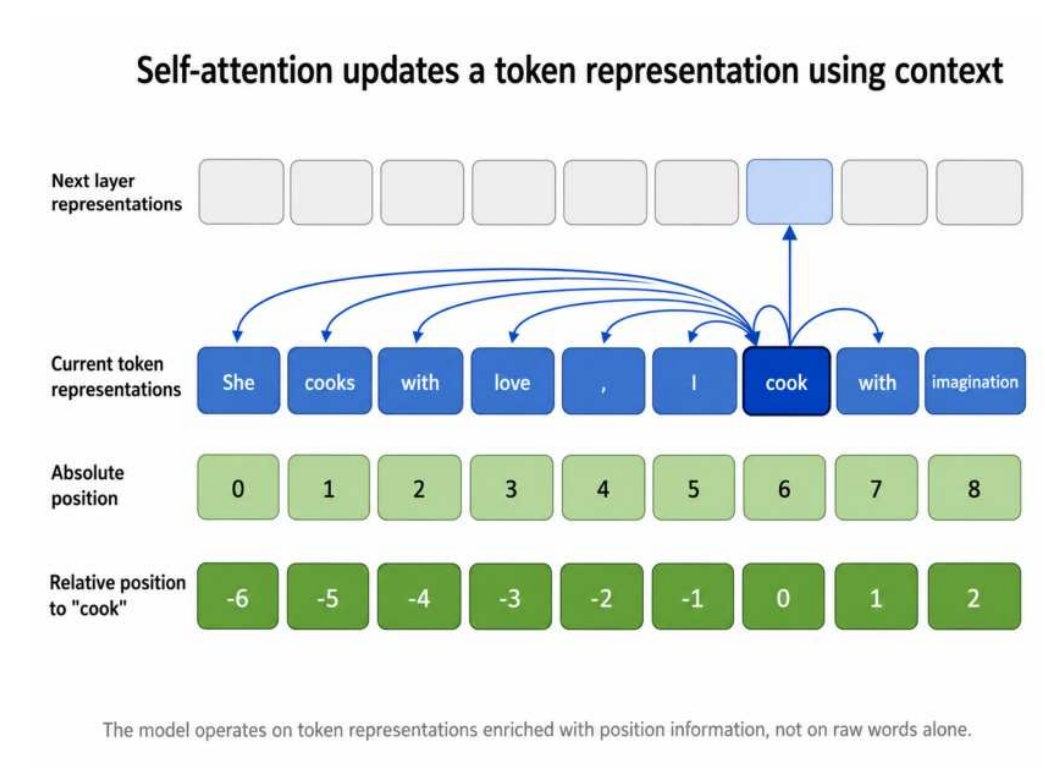 Self-attention updates a token representation using context
Next layer
representations
Current token
representations
She cooks with love , I cook with imagination
Absolute
position
0 1 2 3 4 5 6 7 8
Relative position
to "cook"
-6 -5 -4 -3 -2 -1 0 1 2
The model operates on token representations enriched with position information, not on raw words alone.